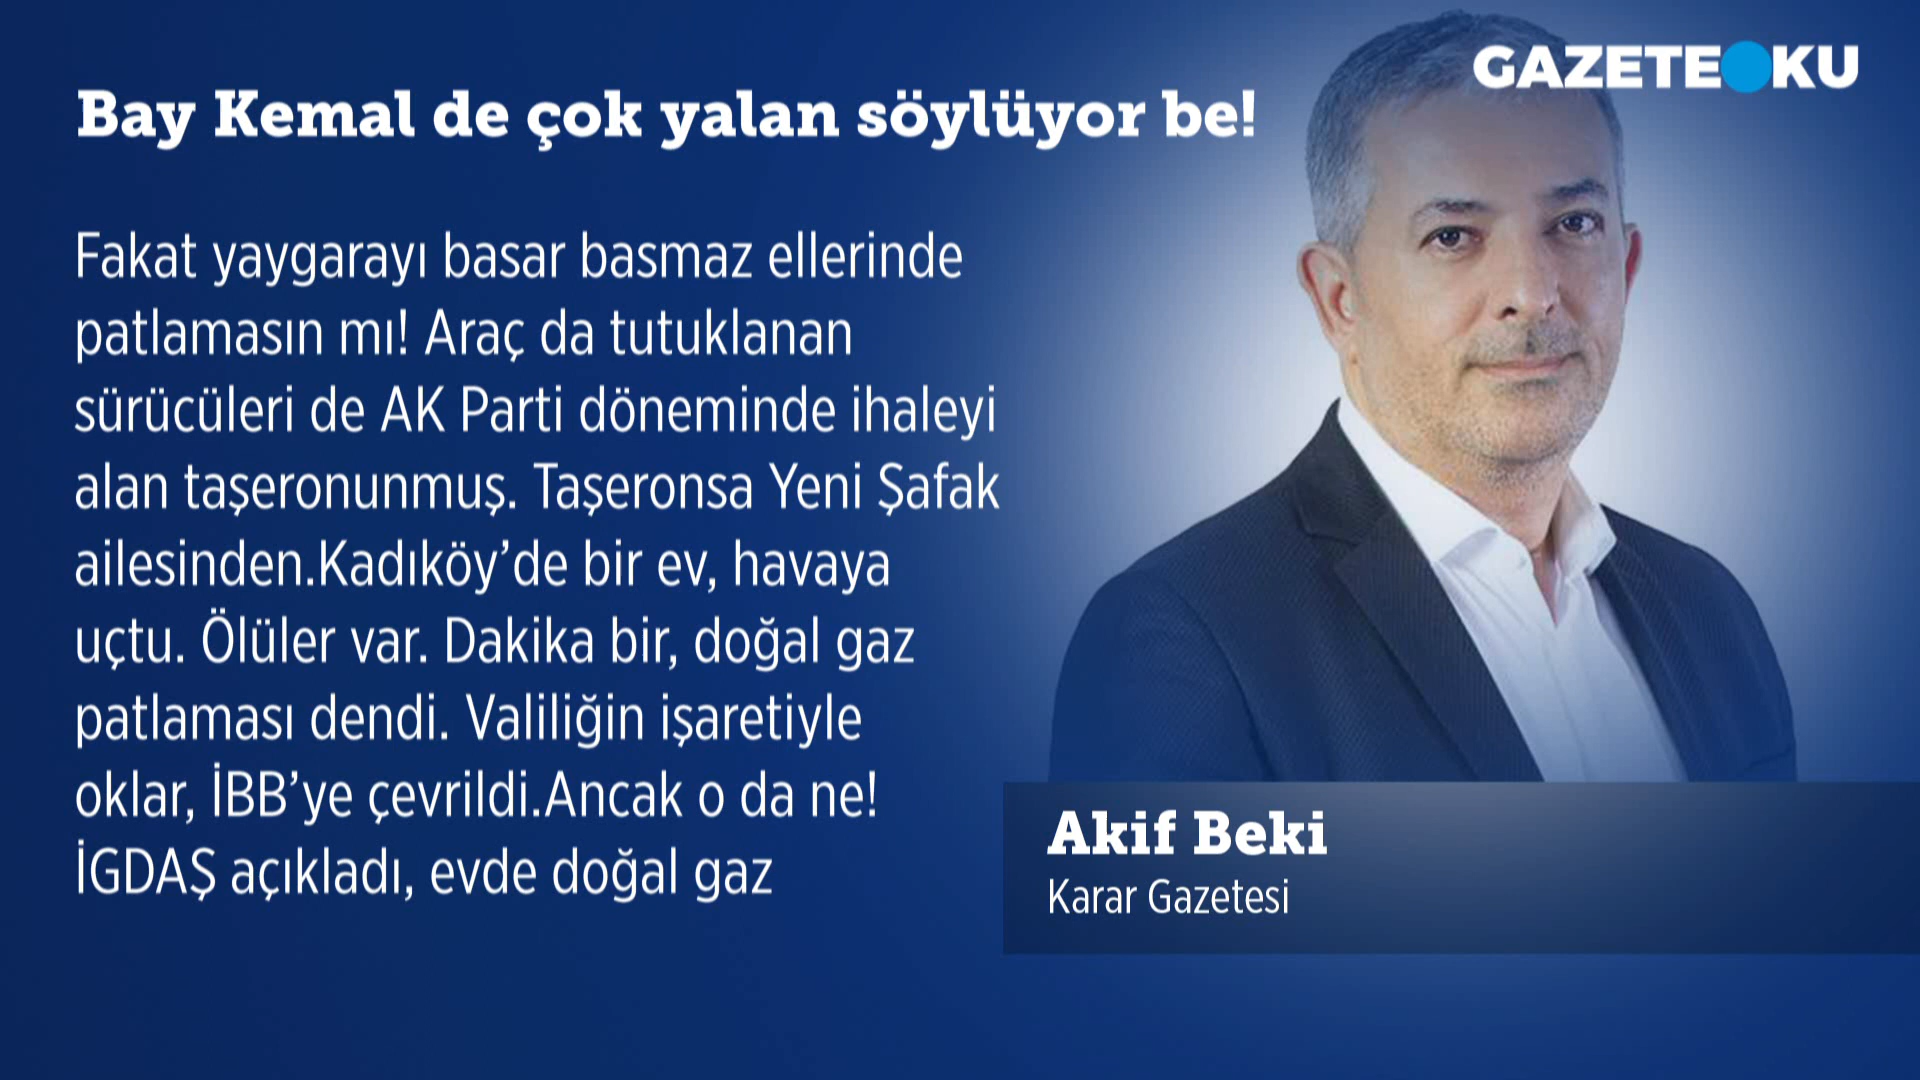 GAZETE OKU
Bay Kemal de çok yalan söylüyor be!
Fakat yaygarayı basar basmaz ellerinde
patlamasın mı! Araç da tutuklanan
sürücüleri de AK Parti döneminde ihaleyi
alan taşeronunmuş. Taşeronsa Yeni Şafak
ailesinden.Kadıköy’de bir ev, havaya
uçtu. Ölüler var. Dakika bir, doğal gaz
patlaması dendi. Valiliğin işaretiyle
oklar, İBB’ye çevrildi.Ancak o da ne!
İGDAŞ açıkladı, evde doğal gaz
Akif Beki
Karar Gazetesi